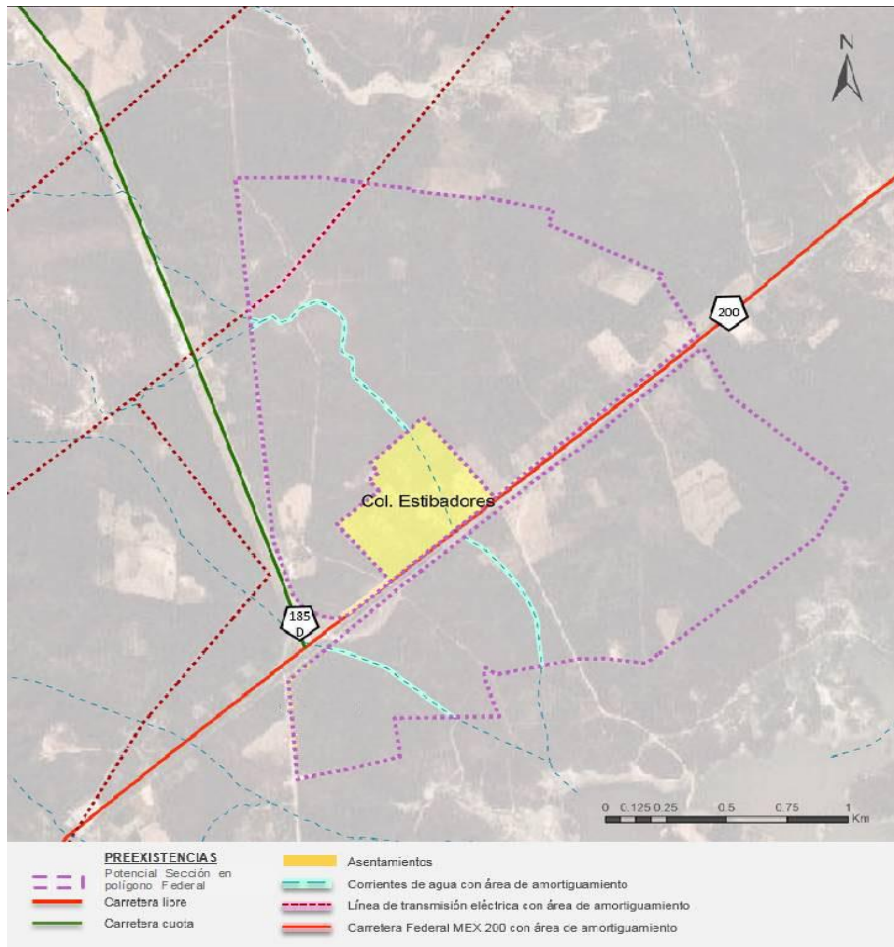 N
200
Col. Estibadores
185
D
0 0.125 0.25 0.5 0.75 1
Km
PREEXISTENCIAS
Potencial Sección en
polígono Federal
Carretera libre
Carretera cuota
Asentamientos
Corrientes de agua con área de amortiguamiento
Línea de transmisión eléctrica con área de amortiguamiento
Carretera Federal MEX 200 con área de amortiguamiento